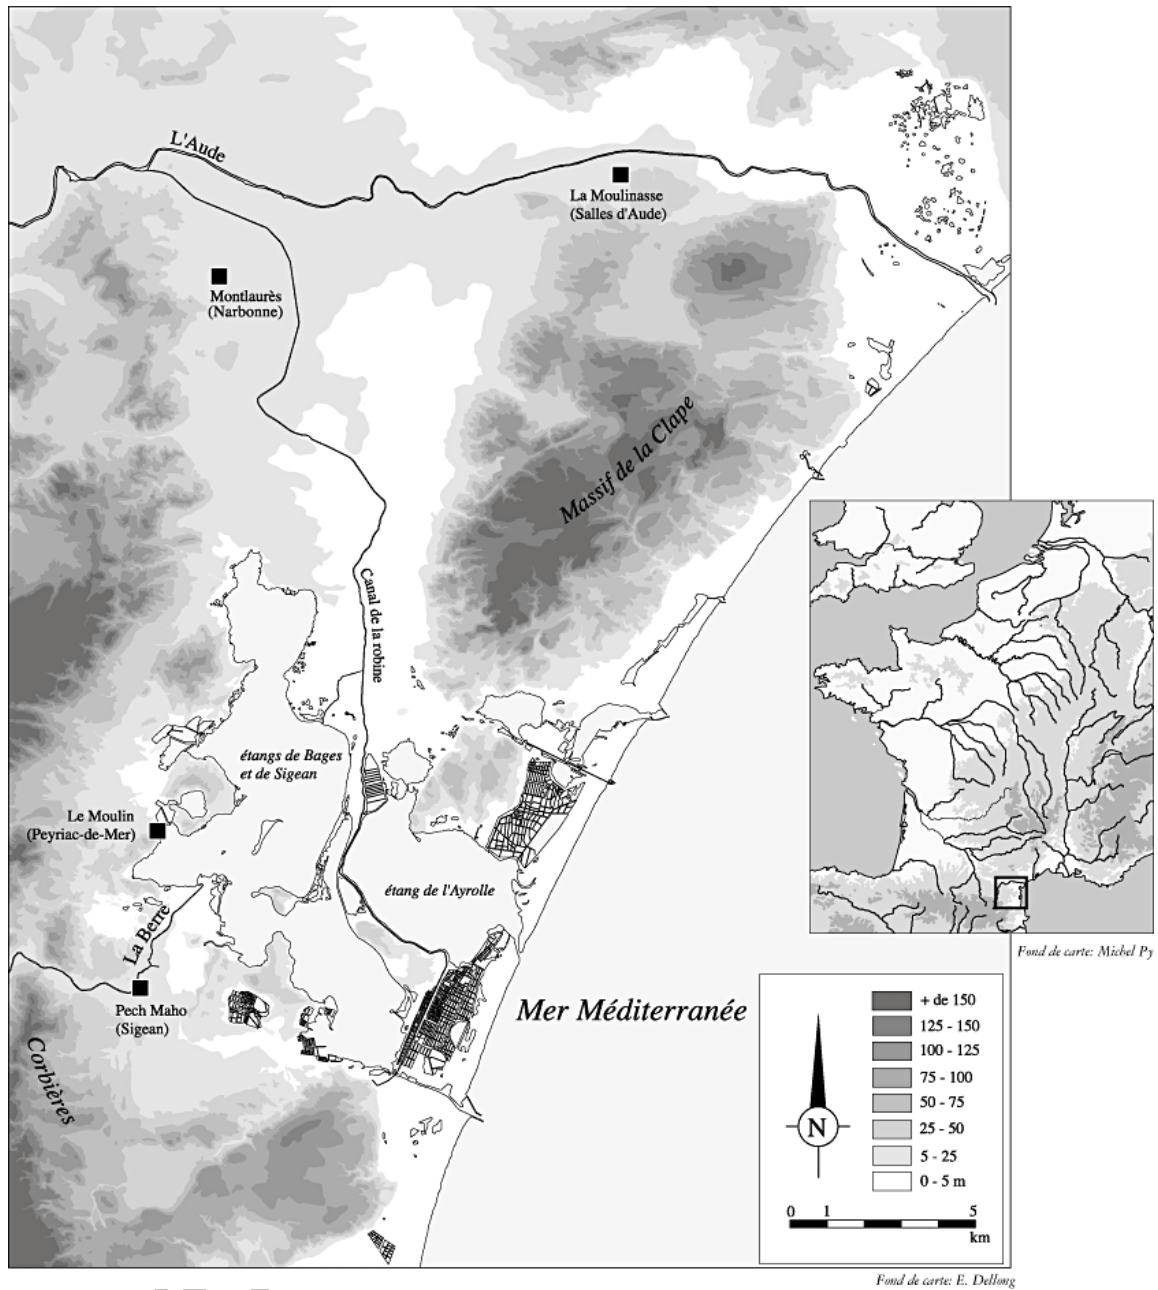 L'Aude
La Moulinasse
(Salles d'Aude)
Montlaurès
(Narbonne)
Massif de la Clape
Canal de la robine
étangs de Bages
et de Sigean
Le Moulin
(Peyriac-de-Mer)
étang de l'Ayrolle
La Berre
Pech Maho
(Sigean)
Mer Méditerranée
Corbières
Fond de carte: Michel Py
+ de 150
125 - 150
100 - 125
75 - 100
50 - 75
25 - 50
5 - 25
0 - 5 m
N
0 1 5
km
Fond de carte: E. Dellong